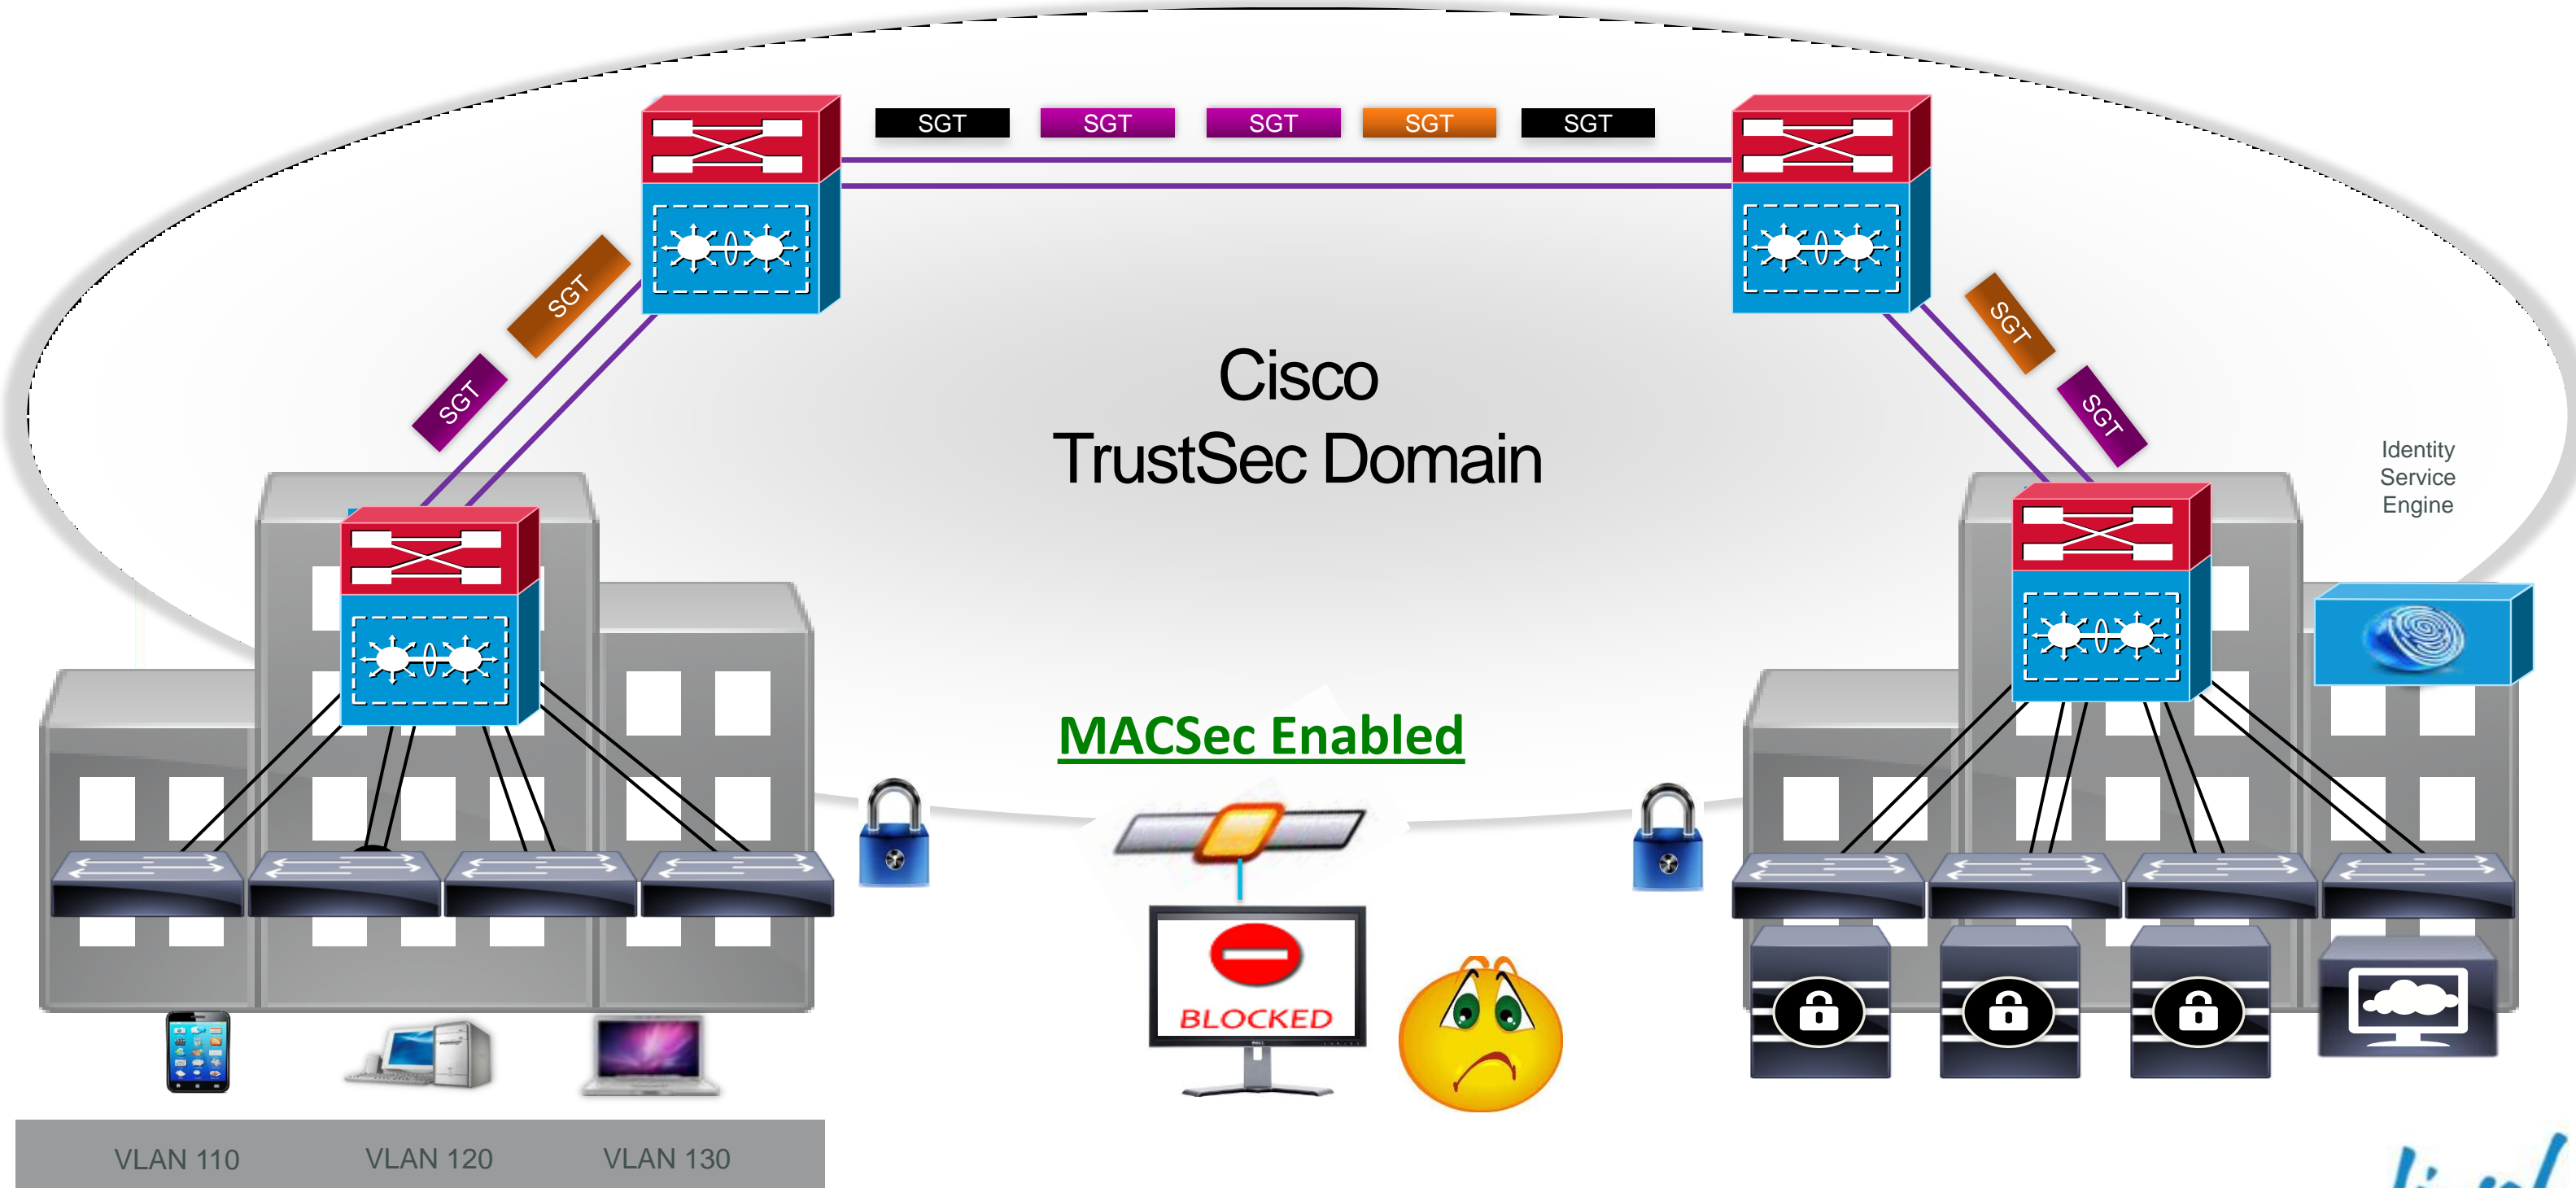 SGT SGT SGT SGT SGT
SGT
SGT
SGT
SGT
Cisco
TrustSec Domain
Identity
Service
Engine
MACSec Enabled
BLOCKED
VLAN 110 VLAN 120 VLAN 130